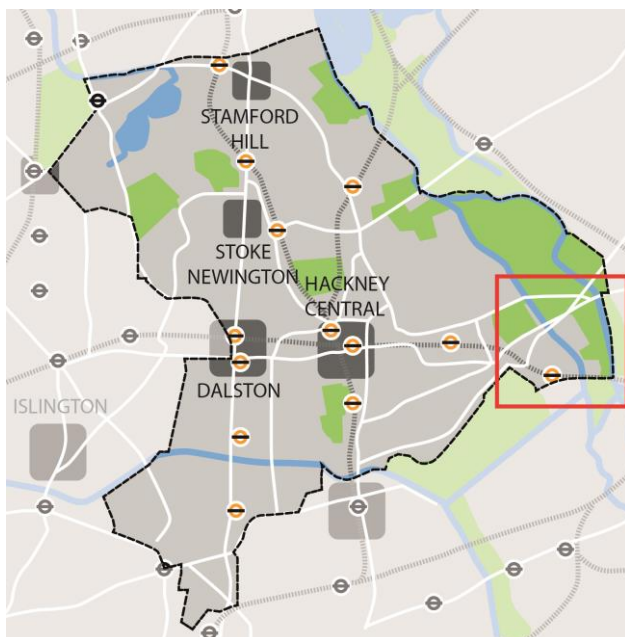 STAMFORD
HILL
STOKE
NEWINGTON
HACKNEY
CENTRAL
DALSTON
ISLINGTON